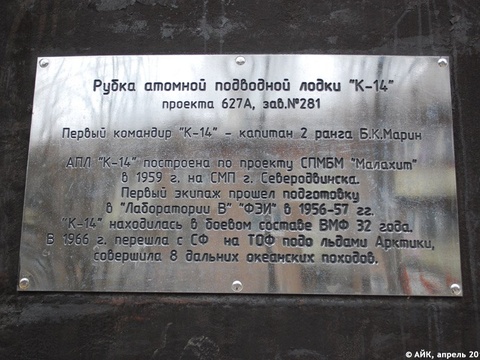 Рубка атомной подводной лодки "К-14"
проекта 627А, зав.№281
Первый командир "К-14" - капитан 2 ранга Б.К.Марин
АПЛ "К-14" построена по проекту СПМБМ "Малахит"
в 1959 г. на СМП г. Северодвинска.
Первый экипаж прошел подготовку
в "Лаборатории В" "ФЭИ" в 1956-57 гг.
"К-14" находилась в боевом составе ВМФ 32 года.
В 1966 г. перешла с СФ на ТОФ подо льдами Арктики,
совершила 8 дальних океанских походов.
© АЙК, апрель 20